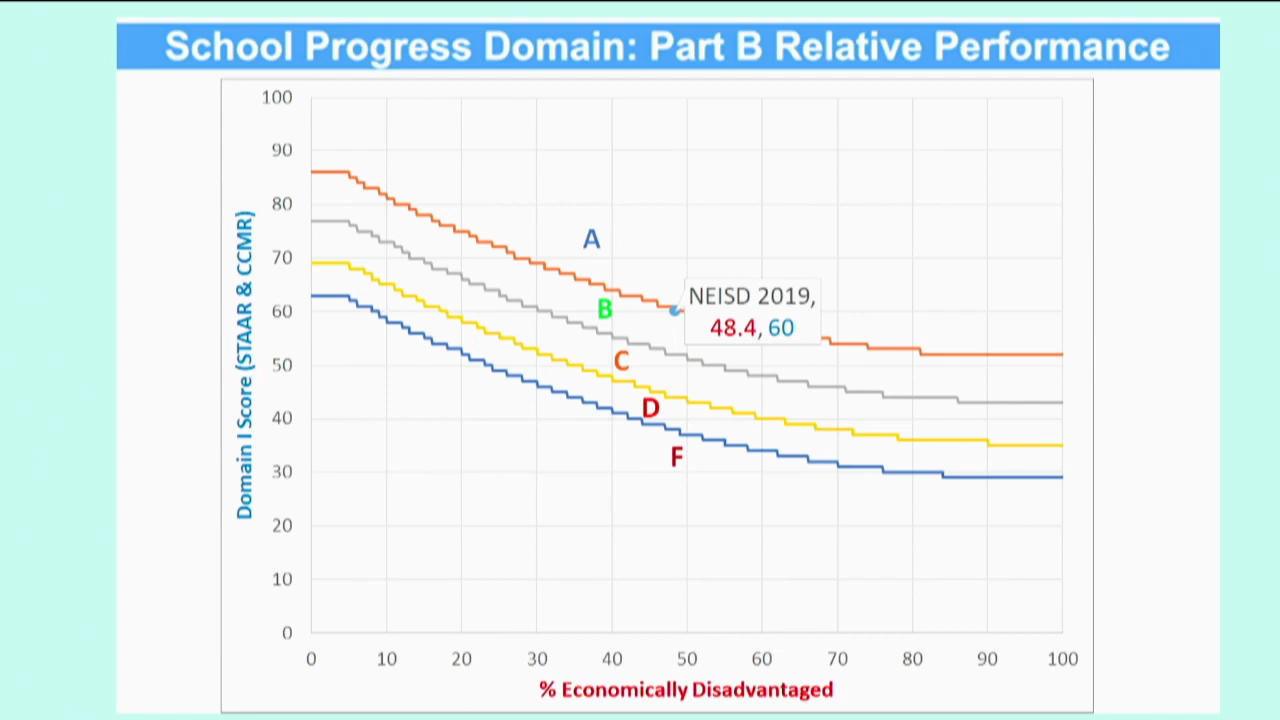 School Progress Domain: Part B Relative Performance
100
90
80
70
60
50
40
30
20
10
0
Domain I Score (STAAR & CCMR)
A
B
C
D
F
NEISD 2019,
48.4, 60
0 10 20 30 40 50 60 70 80 90 100
% Economically Disadvantaged